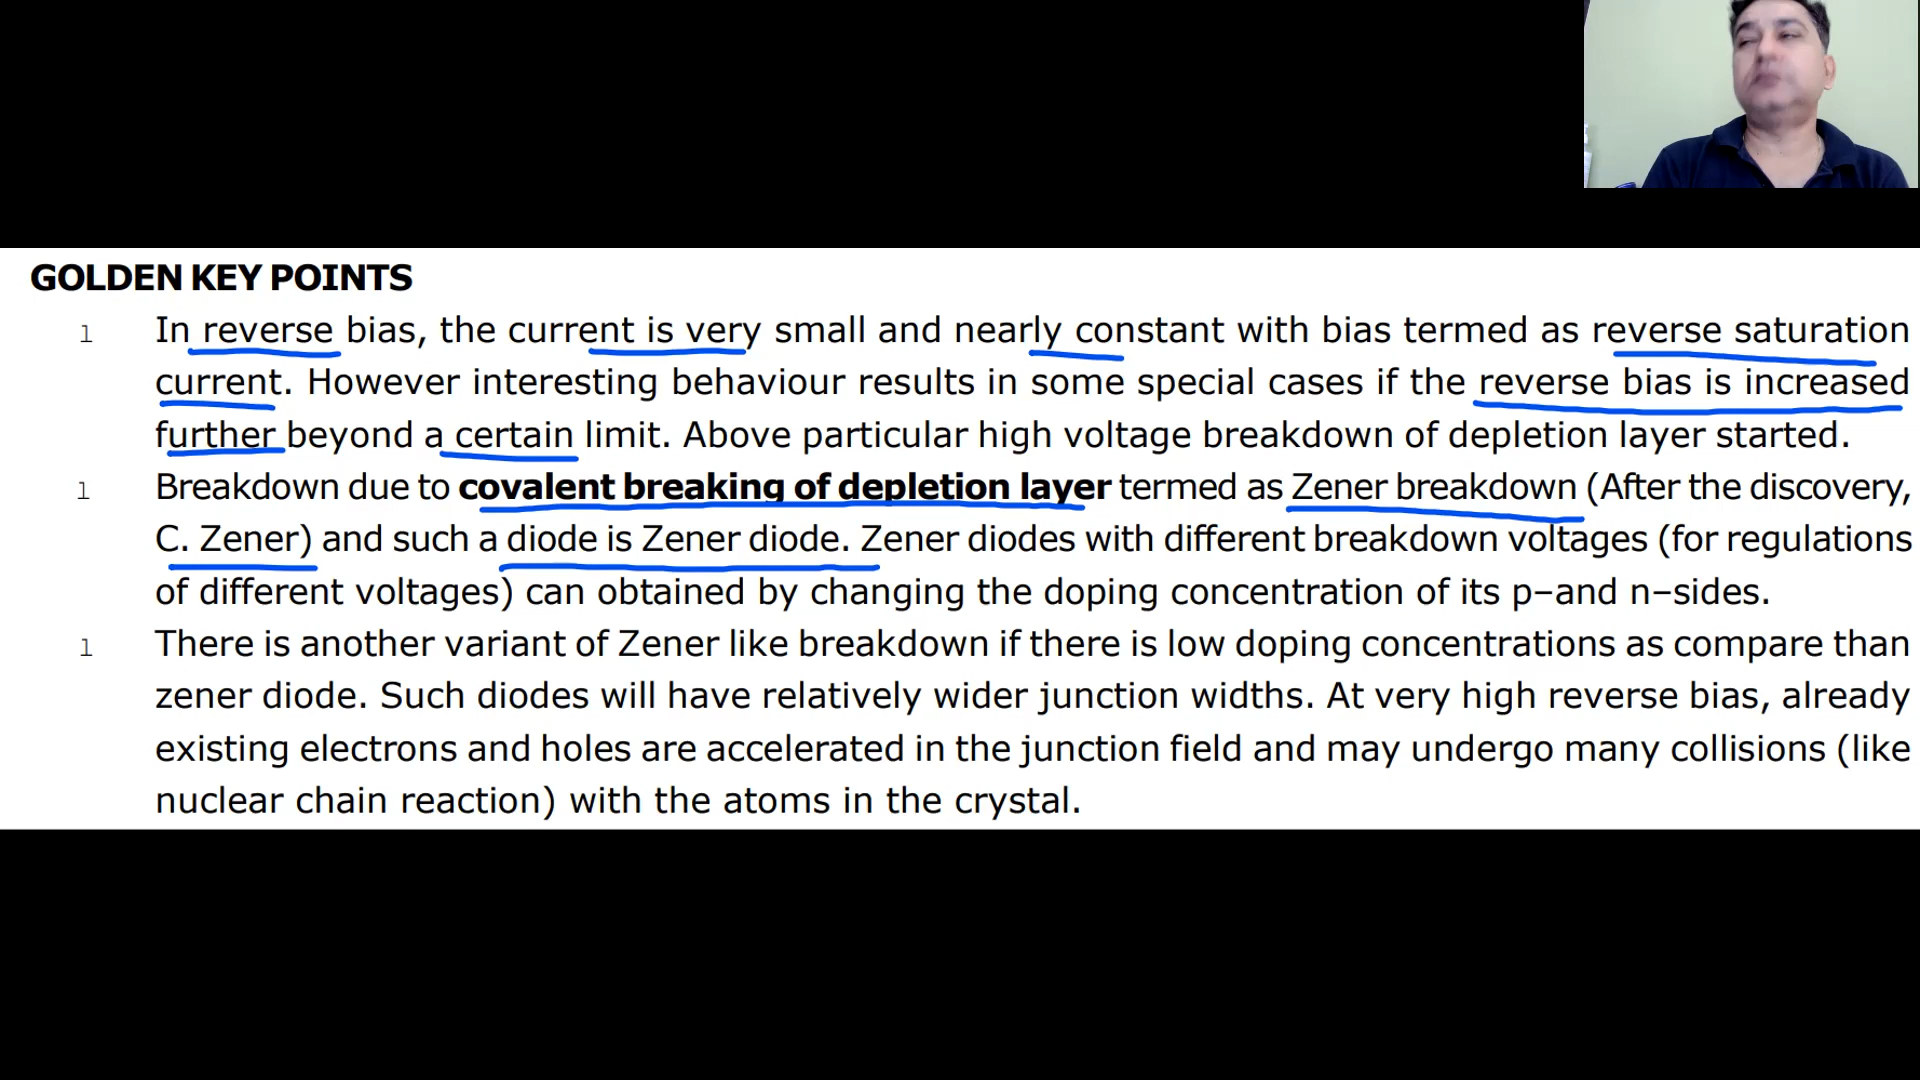 GOLDEN KEY POINTS
l In reverse bias, the current is very small and nearly constant with bias termed as reverse saturation
current. However interesting behaviour results in some special cases if the reverse bias is increased
further beyond a certain limit. Above particular high voltage breakdown of depletion layer started.
l Breakdown due to covalent breaking of depletion layer termed as Zener breakdown (After the discovery,
C. Zener) and such a diode is Zener diode. Zener diodes with different breakdown voltages (for regulations
of different voltages) can obtained by changing the doping concentration of its p–and n–sides.
l There is another variant of Zener like breakdown if there is low doping concentrations as compare than
zener diode. Such diodes will have relatively wider junction widths. At very high reverse bias, already
existing electrons and holes are accelerated in the junction field and may undergo many collisions (like
nuclear chain reaction) with the atoms in the crystal.